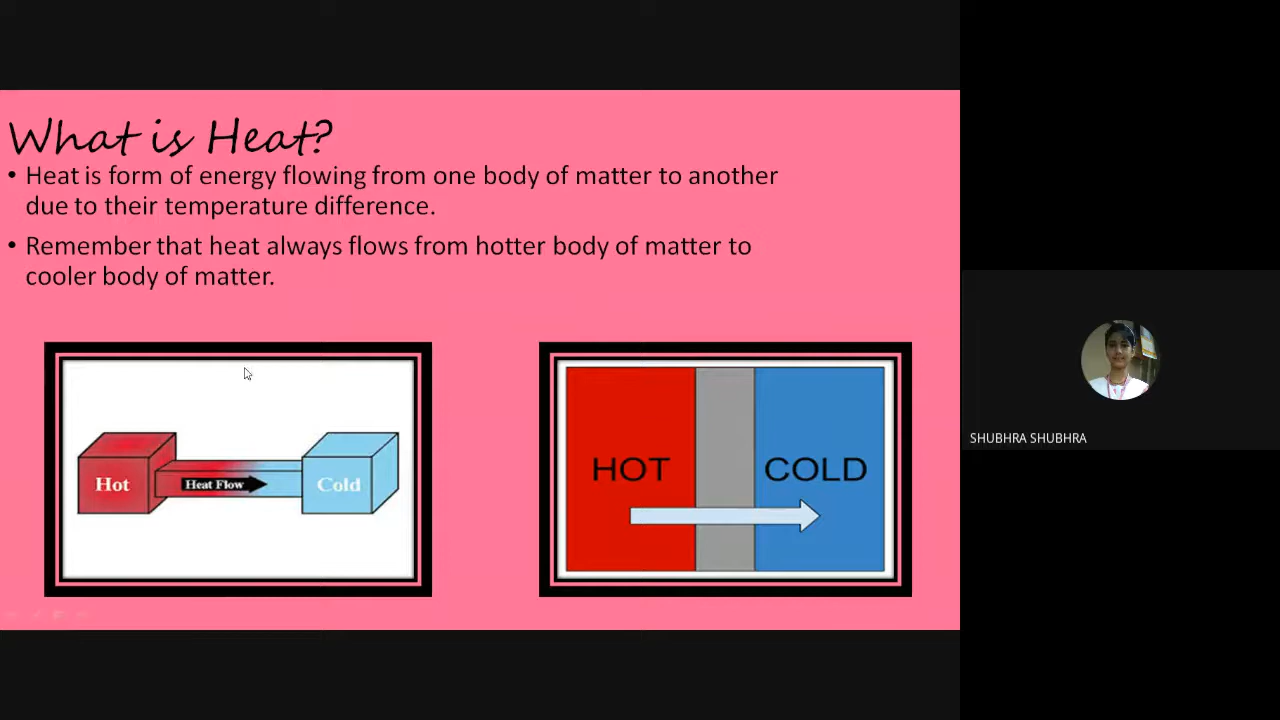 What is Heat?
• Heat is form of energy flowing from one body of matter to another
due to their temperature difference.
• Remember that heat always flows from hotter body of matter to
cooler body of matter.
Hot
Heat Flow
Cold
HOT
COLD
SHUBHRA SHUBHRA